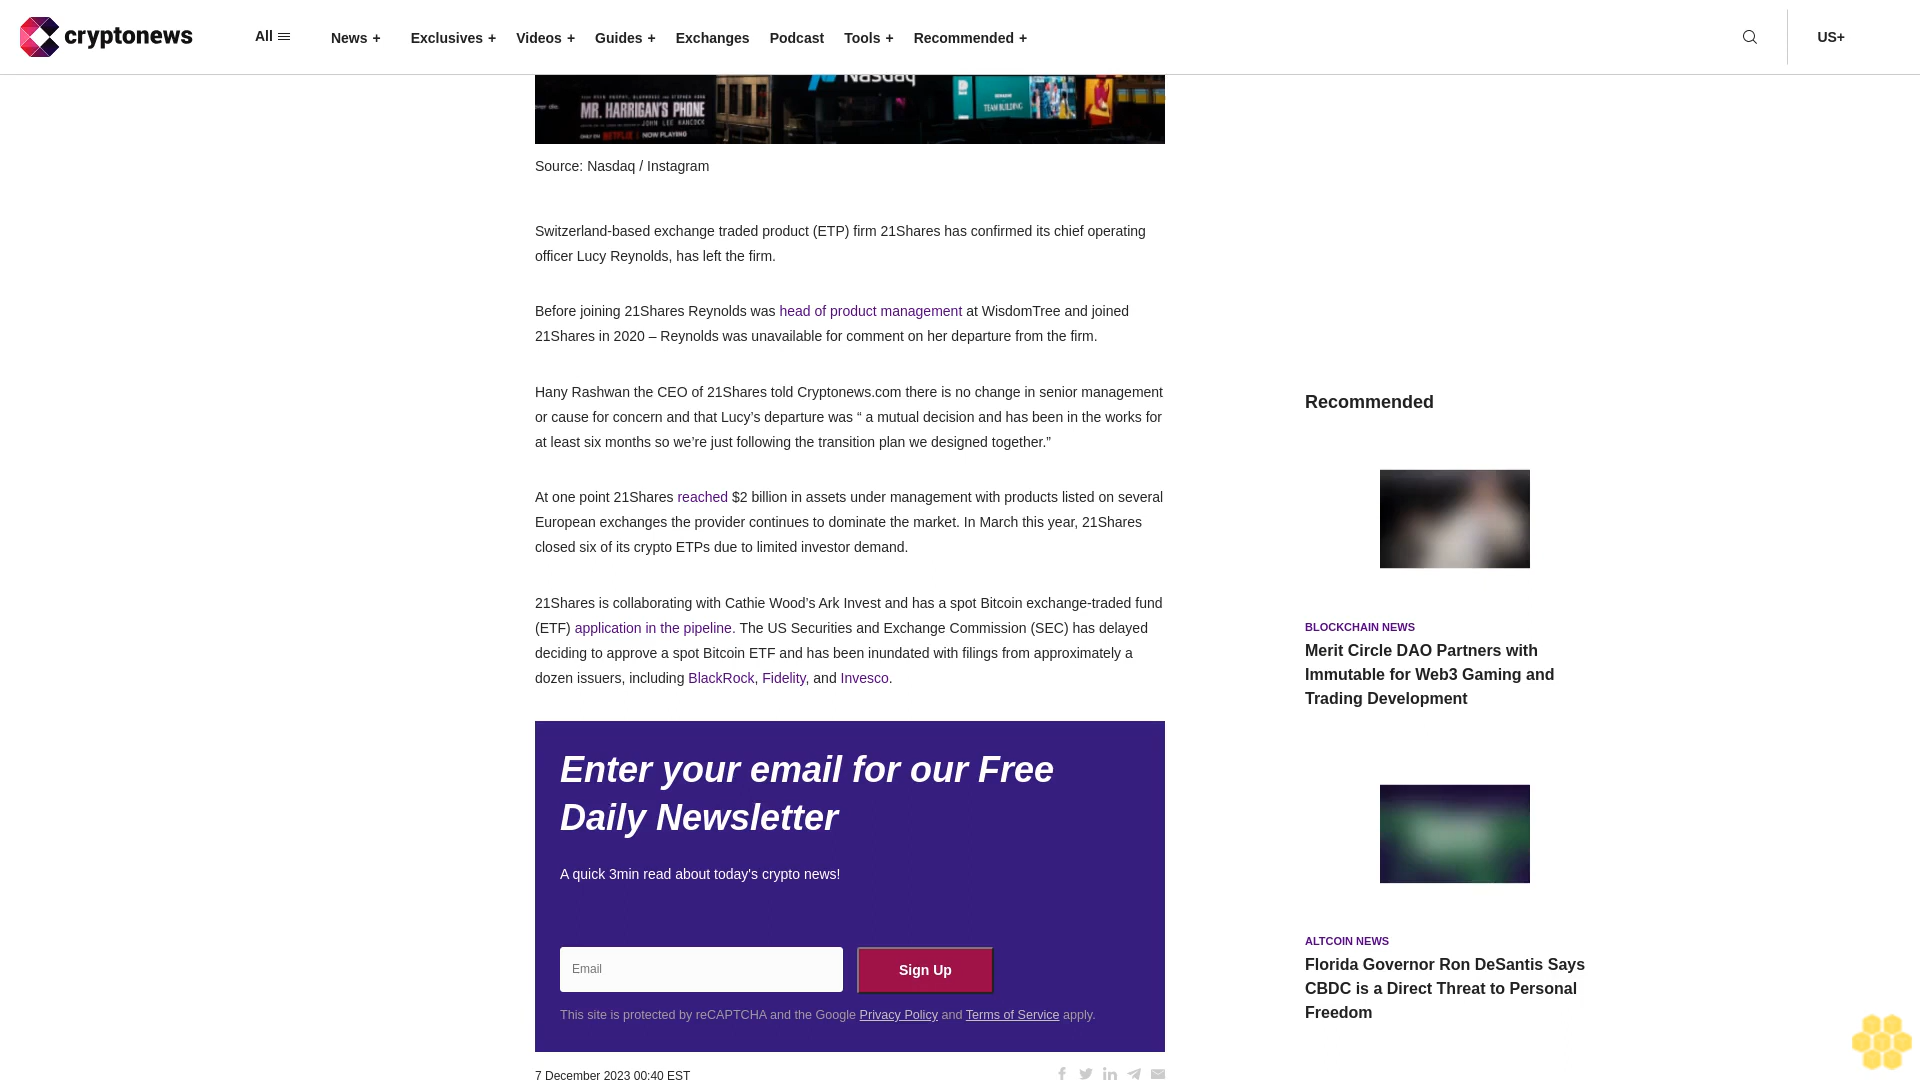 cryptonews
All
News +
Exclusives +
Videos +
Guides +
Exchanges
Podcast
Tools +
Recommended +
US+
Nasdaq
MR. HARRIGAN'S PHONE
JOHN LEE HANCOCK
ONLY ON NETFLIX | NOW PLAYING
TEAM BUILDING
Source: Nasdaq / Instagram
Switzerland-based exchange traded product (ETP) firm 21Shares has confirmed its chief operating
officer Lucy Reynolds, has left the firm.
Before joining 21Shares Reynolds was head of product management at WisdomTree and joined
21Shares in 2020 – Reynolds was unavailable for comment on her departure from the firm.
Hany Rashwan the CEO of 21Shares told Cryptonews.com there is no change in senior management
or cause for concern and that Lucy’s departure was “ a mutual decision and has been in the works for
at least six months so we’re just following the transition plan we designed together.”
At one point 21Shares reached $2 billion in assets under management with products listed on several
European exchanges the provider continues to dominate the market. In March this year, 21Shares
closed six of its crypto ETPs due to limited investor demand.
21Shares is collaborating with Cathie Wood’s Ark Invest and has a spot Bitcoin exchange-traded fund
(ETF) application in the pipeline. The US Securities and Exchange Commission (SEC) has delayed
deciding to approve a spot Bitcoin ETF and has been inundated with filings from approximately a
dozen issuers, including BlackRock, Fidelity, and Invesco.
Enter your email for our Free
Daily Newsletter
A quick 3min read about today's crypto news!
Email
Sign Up
This site is protected by reCAPTCHA and the Google Privacy Policy and Terms of Service apply.
7 December 2023 00:40 EST
Recommended
BLOCKCHAIN NEWS
Merit Circle DAO Partners with
Immutable for Web3 Gaming and
Trading Development
ALTCOIN NEWS
Florida Governor Ron DeSantis Says
CBDC is a Direct Threat to Personal
Freedom